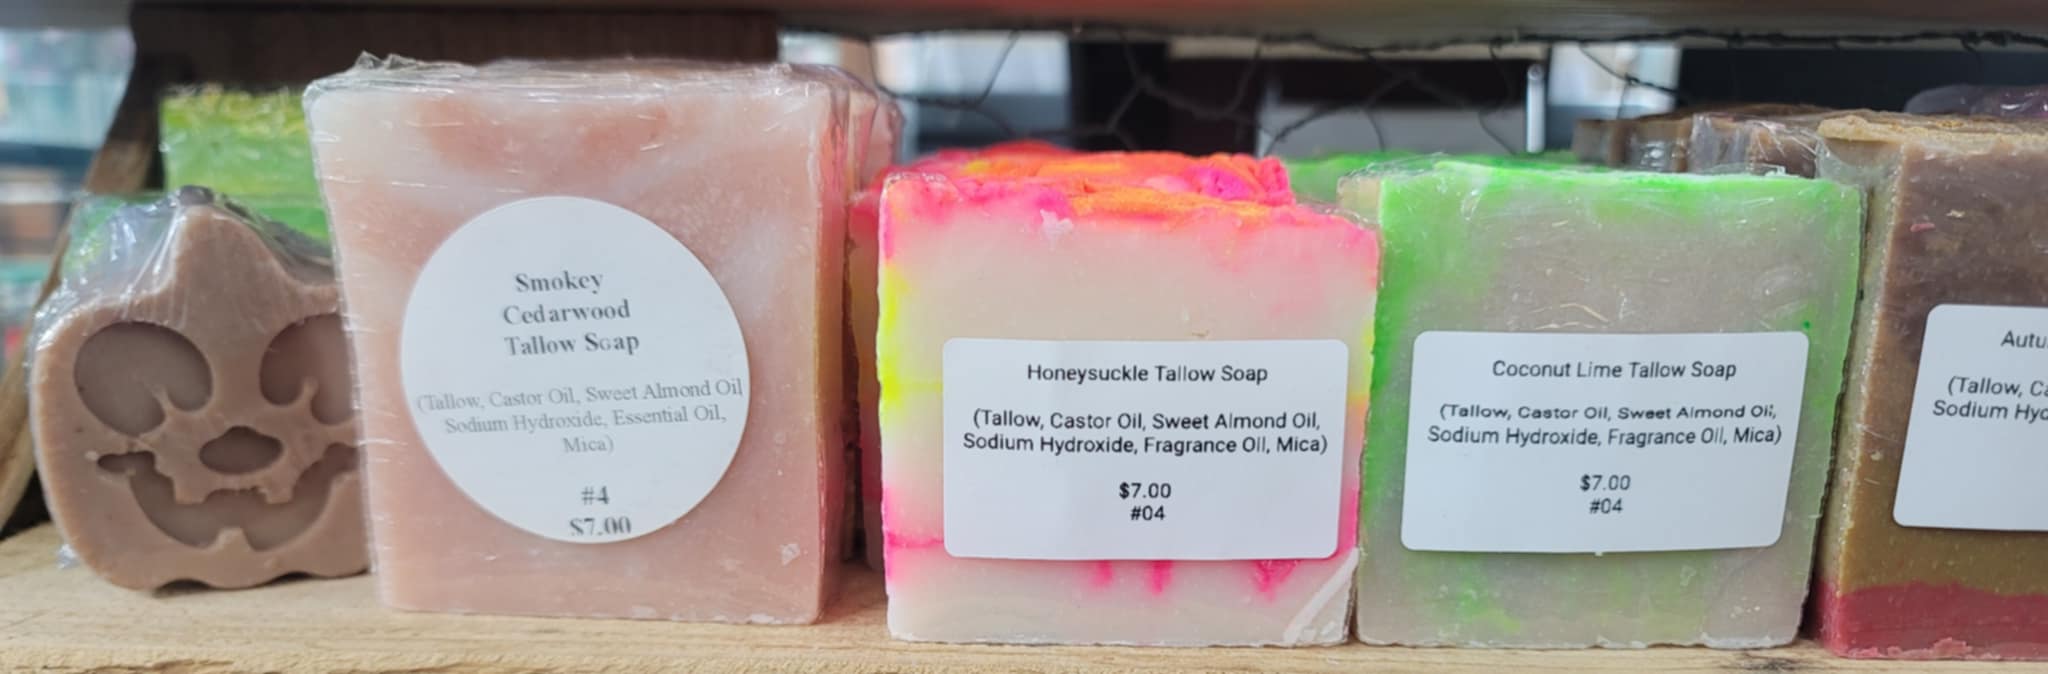 Smokey
Cedarwood
Tallow Soap
(Tallow, Castor Oil, Sweet Almond Oil
Sodium Hydroxide, Essential Oil,
Mica)
#4
$7.00
Honeysuckle Tallow Soap
(Tallow, Castor Oil, Sweet Almond Oil,
Sodium Hydroxide, Fragrance Oil, Mica)
$7.00
#04
Coconut Lime Tallow Soap
(Tallow, Castor Oil, Sweet Almond Oil,
Sodium Hydroxide, Fragrance Oil, Mica)
$7.00
#04
Autu
(Tallow, Ca
Sodium Hyd